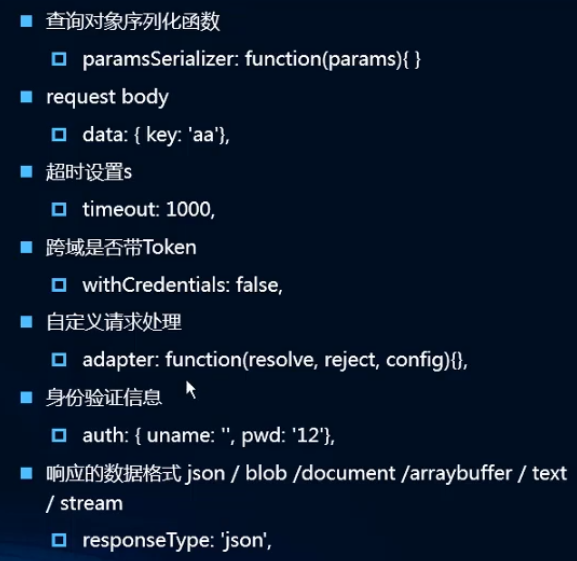 查询对象序列化函数
paramsSerializer: function(params){ }
request body
data: { key: 'aa'},
超时设置s
timeout: 1000,
跨域是否带Token
withCredentials: false,
自定义请求处理
adapter: function(resolve, reject, config){},
身份验证信息
auth: { uname: '', pwd: '12'},
响应的数据格式 json / blob /document /arraybuffer / text
/ stream
responseType: 'json',